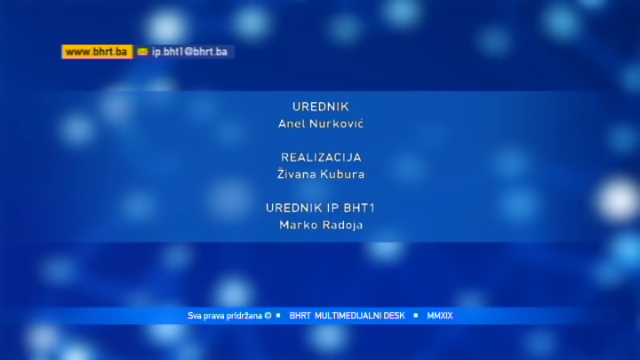 www.bhrt.ba ip.bht1@bhrt.ba
UREDNIK
Anel Nurković
REALIZACIJA
Živana Kubura
UREDNIK IP BHT1
Marko Radoja
Sva prava pridržana © ▪ BHRT MULTIMEDIJALNI DESK ▪ MMXIX